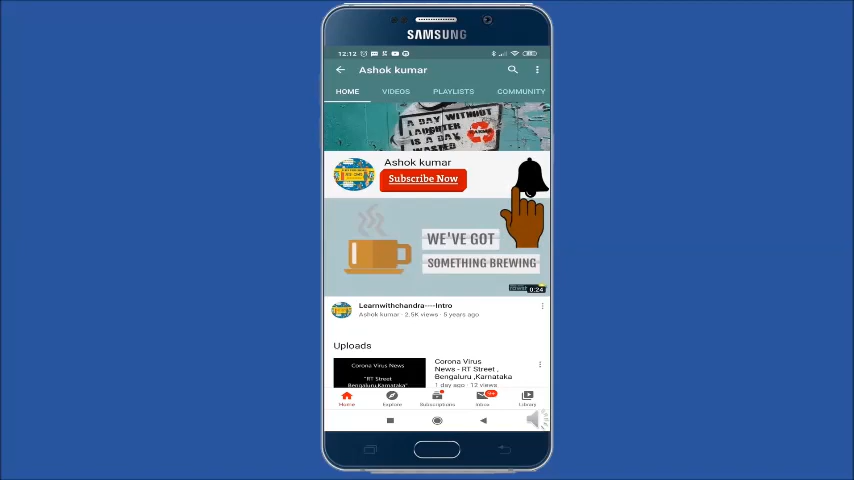 SAMSUNG
12:12
Ashok kumar
HOME VIDEOS PLAYLISTS COMMUNITY
A DAY WITHOUT
LAUGHTER
IS A DAY
WASTED
Ashok kumar
Subscribe Now
WE'VE GOT
SOMETHING BREWING
0:24
Learnwithchandra----Intro
Ashok kumar · 2.5K views · 5 years ago
Uploads
Corona Virus News
"RT Street
Bengaluru,Karnataka"
Corona Virus
News - RT Street ,
Bengaluru ,Karnataka
1 day ago · 12 views
Home Explore Subscriptions Inbox Library